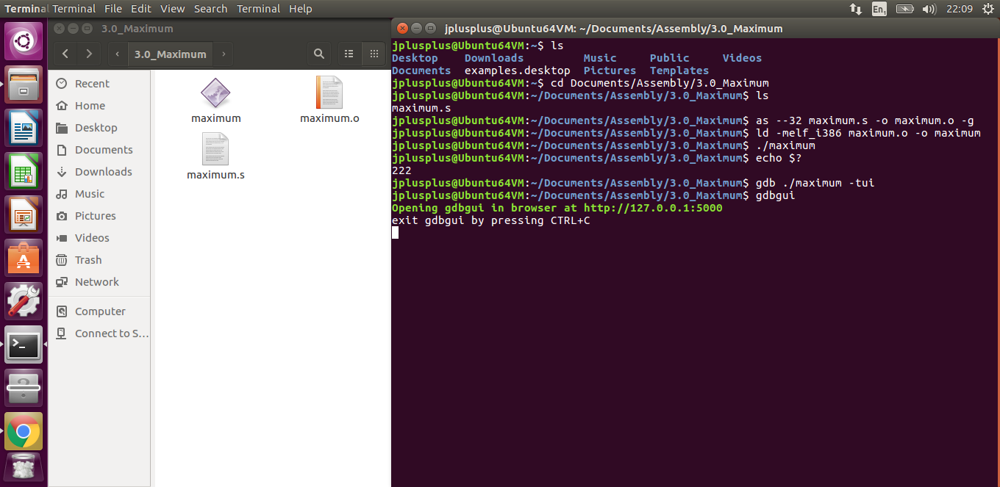 Terminal Terminal File Edit View Search Terminal Help
En1 22:09
3.0_Maximum
3.0_Maximum
Recent
Home
Desktop
Documents
Downloads
Music
Pictures
Videos
Trash
Network
Computer
Connect to S...
maximum
maximum.o
maximum.s
jplusplus@Ubuntu64VM: ~/Documents/Assembly/3.0_Maximum
jplusplus@Ubuntu64VM:~$ ls
Desktop Downloads Music Public Videos
Documents examples.desktop Pictures Templates
jplusplus@Ubuntu64VM:~$ cd Documents/Assembly/3.0_Maximum
jplusplus@Ubuntu64VM:~/Documents/Assembly/3.0_Maximum$ ls
maximum.s
jplusplus@Ubuntu64VM:~/Documents/Assembly/3.0_Maximum$ as --32 maximum.s -o maximum.o -g
jplusplus@Ubuntu64VM:~/Documents/Assembly/3.0_Maximum$ ld -melf_i386 maximum.o -o maximum
jplusplus@Ubuntu64VM:~/Documents/Assembly/3.0_Maximum$ ./maximum
jplusplus@Ubuntu64VM:~/Documents/Assembly/3.0_Maximum$ echo $?
222
jplusplus@Ubuntu64VM:~/Documents/Assembly/3.0_Maximum$ gdb ./maximum -tui
jplusplus@Ubuntu64VM:~/Documents/Assembly/3.0_Maximum$ gdbgui
Opening gdbgui in browser at http://127.0.0.1:5000
exit gdbgui by pressing CTRL+C